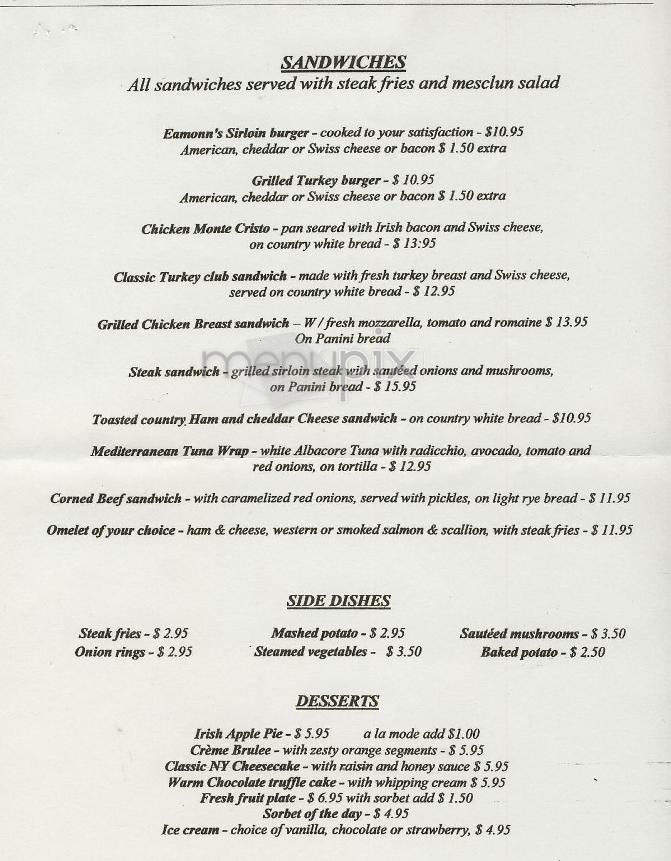 SANDWICHES
All sandwiches served with steak fries and mesclun salad
Eamonn's Sirloin burger - cooked to your satisfaction - $10.95
American, cheddar or Swiss cheese or bacon $ 1.50 extra
Grilled Turkey burger - $ 10.95
American, cheddar or Swiss cheese or bacon $ 1.50 extra
Chicken Monte Cristo - pan seared with Irish bacon and Swiss cheese,
on country white bread - $ 13:95
Classic Turkey club sandwich - made with fresh turkey breast and Swiss cheese,
served on country white bread - $ 12.95
Grilled Chicken Breast sandwich – W / fresh mozzarella, tomato and romaine $ 13.95
On Panini bread
menupix
Steak sandwich - grilled sirloin steak with sautéed onions and mushrooms,
on Panini bread - $ 15.95
Toasted country Ham and cheddar Cheese sandwich - on country white bread - $10.95
Mediterranean Tuna Wrap - white Albacore Tuna with radicchio, avocado, tomato and
red onions, on tortilla - $ 12.95
Corned Beef sandwich - with caramelized red onions, served with pickles, on light rye bread - $ 11.95
Omelet of your choice - ham & cheese, western or smoked salmon & scallion, with steak fries - $ 11.95
SIDE DISHES
Steak fries - $ 2.95 Mashed potato - $ 2.95 Sautéed mushrooms - $ 3.50
Onion rings - $ 2.95 Steamed vegetables - $ 3.50 Baked potato - $ 2.50
DESSERTS
Irish Apple Pie - $ 5.95 a la mode add $1.00
Crème Brulee - with zesty orange segments - $ 5.95
Classic NY Cheesecake - with raisin and honey sauce $ 5.95
Warm Chocolate truffle cake - with whipping cream $ 5.95
Fresh fruit plate - $ 6.95 with sorbet add $ 1.50
Sorbet of the day - $ 4.95
Ice cream - choice of vanilla, chocolate or strawberry, $ 4.95